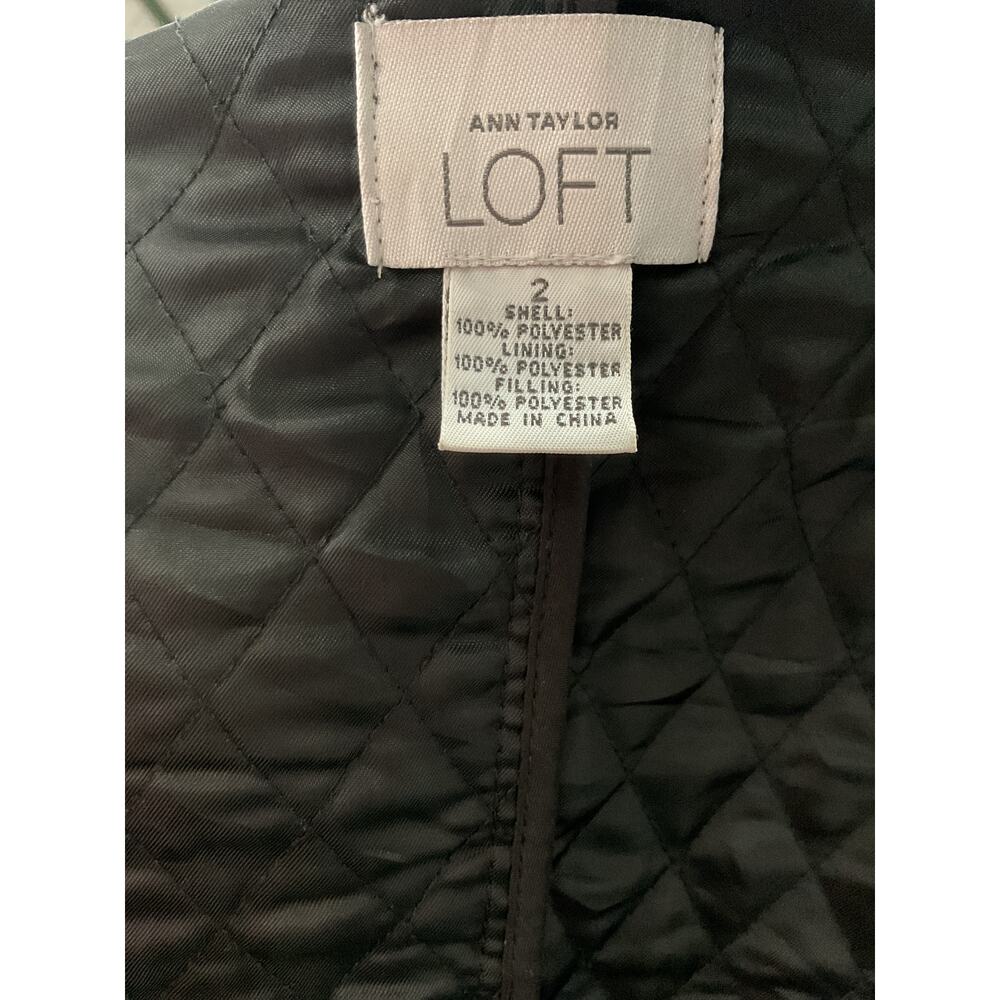 ANN TAYLOR
LOFT
2
SHELL:
100% POLYESTER
LINING:
100% POLYESTER
FILLING:
100% POLYESTER
MADE IN CHINA